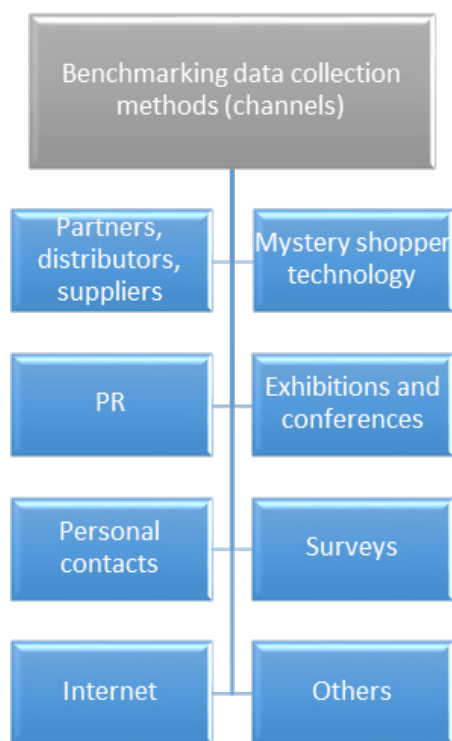 Benchmarking data collection
methods (channels)
Partners,
distributors,
suppliers
Mystery shopper
technology
PR
Exhibitions and
conferences
Personal
contacts
Surveys
Internet
Others